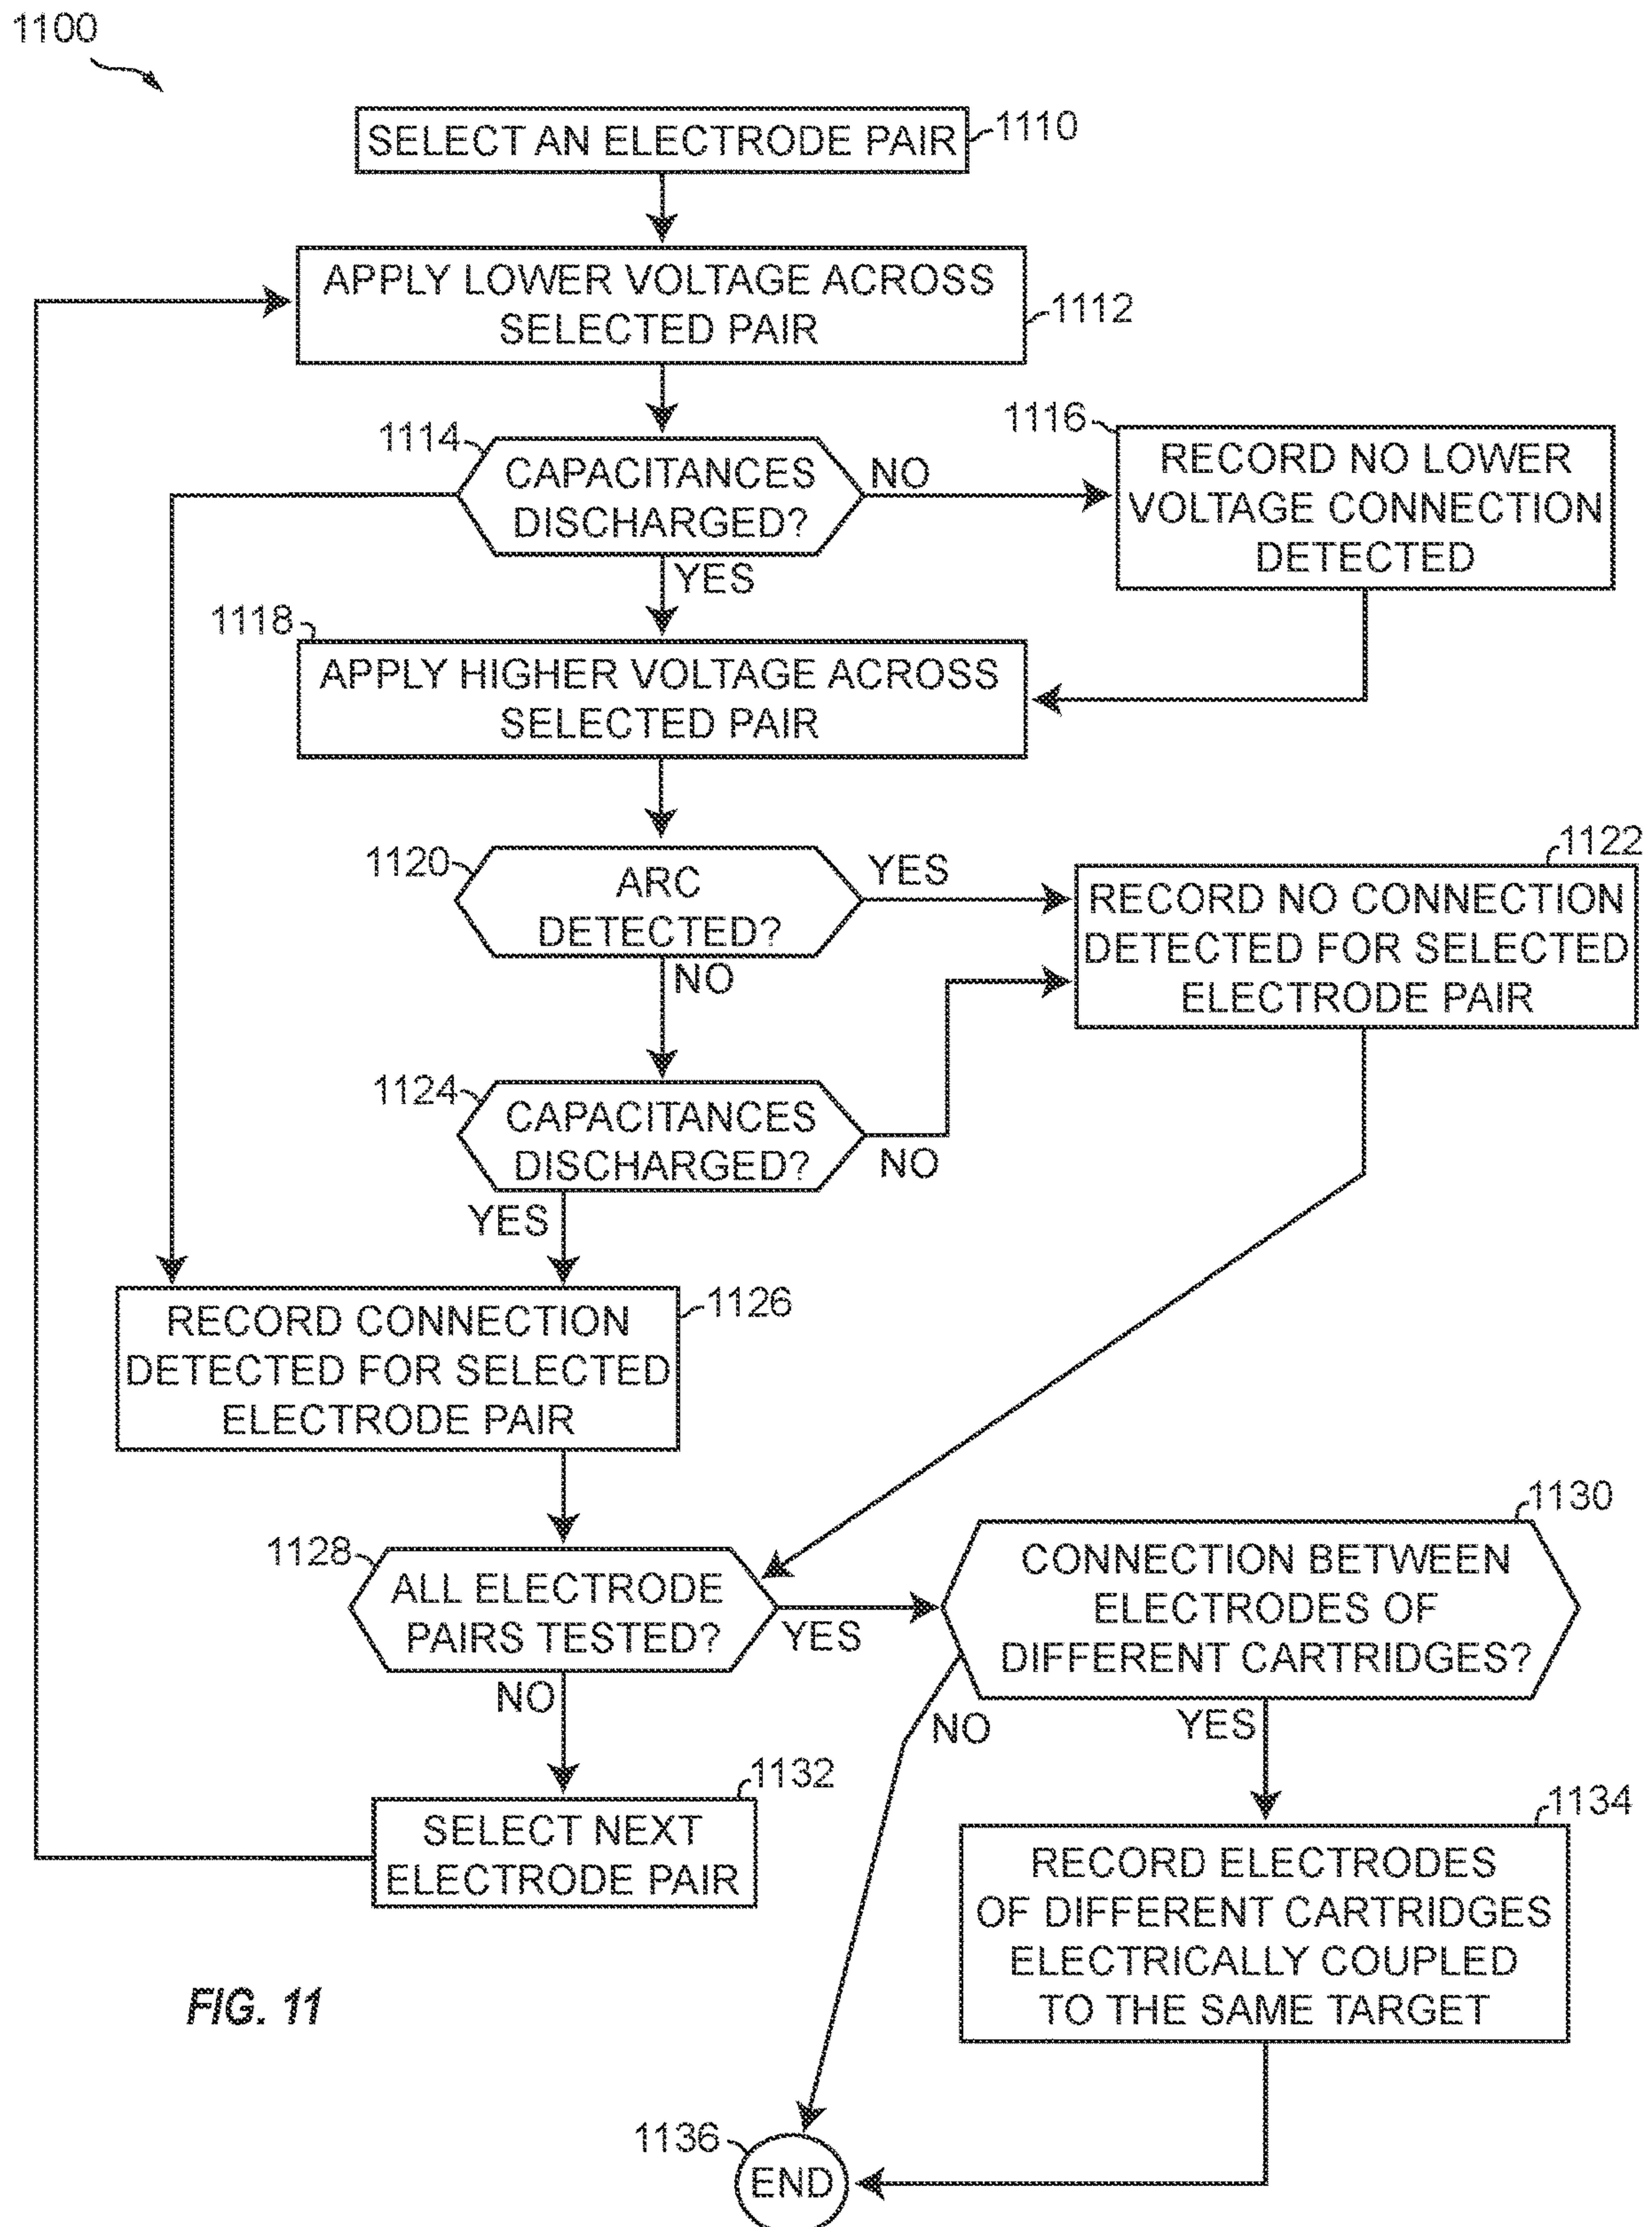 1100
SELECT AN ELECTRODE PAIR
1110
APPLY LOWER VOLTAGE ACROSS
SELECTED PAIR
1112
1114
CAPACITANCES
DISCHARGED?
NO
YES
1116
RECORD NO LOWER
VOLTAGE CONNECTION
DETECTED
1118
APPLY HIGHER VOLTAGE ACROSS
SELECTED PAIR
1120
ARC
DETECTED?
YES
NO
1122
RECORD NO CONNECTION
DETECTED FOR SELECTED
ELECTRODE PAIR
1124
CAPACITANCES
DISCHARGED?
NO
YES
RECORD CONNECTION
DETECTED FOR SELECTED
ELECTRODE PAIR
1126
1128
ALL ELECTRODE
PAIRS TESTED?
YES
NO
1130
CONNECTION BETWEEN
ELECTRODES OF
DIFFERENT CARTRIDGES?
NO
YES
1132
SELECT NEXT
ELECTRODE PAIR
1134
RECORD ELECTRODES
OF DIFFERENT CARTRIDGES
ELECTRICALLY COUPLED
TO THE SAME TARGET
FIG. 11
1136
END